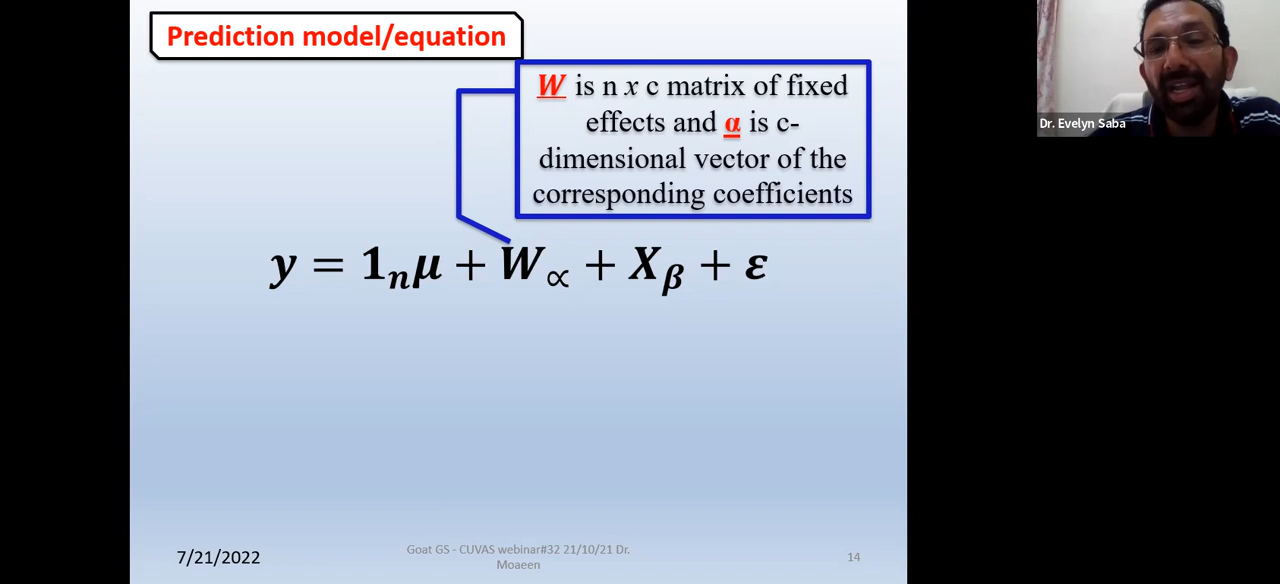 Prediction model/equation
W is n x c matrix of fixed
effects and α is c-
dimensional vector of the
corresponding coefficients
Dr. Evelyn Saba
y = 1ₙμ + W∝ + Xᵦ + ε
7/21/2022
Goat GS - CUVAS webinar#32 21/10/21 Dr.
Moaeen
14